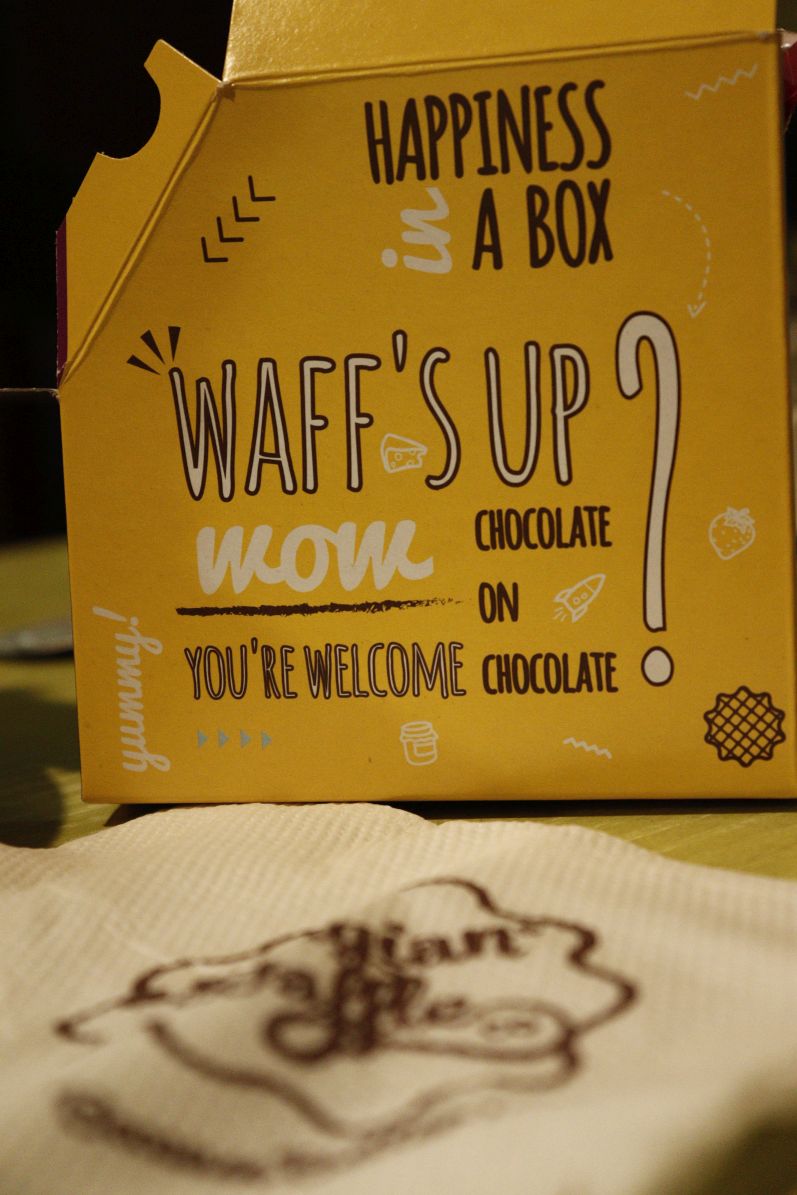 HAPPINESS
in A BOX
WAFF'S UP?
wow
CHOCOLATE
ON
CHOCOLATE
YOU'RE WELCOME
yummy!